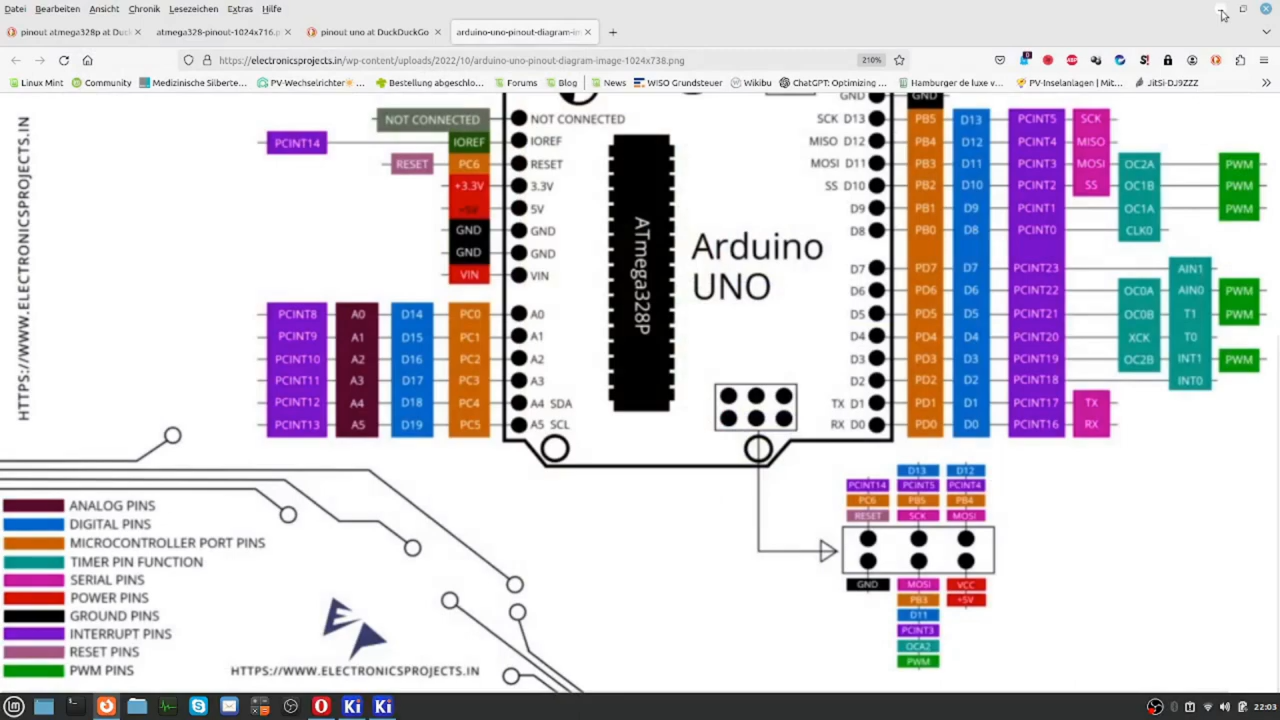 Datei Bearbeiten Ansicht Chronik Lesezeichen Extras Hilfe
pinout atmega328p at Duc atmega328-pinout-1024x716.p pinout uno at DuckDuckGo arduino-uno-pinout-diagram-im
https://electronicsprojects.in/wp-content/uploads/2022/10/arduino-uno-pinout-diagram-image-1024x738.png 210%
Linux Mint Community Medizinische Silberte… PV-Wechselrichter… Bestellung abgeschlo… Forums Blog News WISO Grundsteuer Wikibu ChatGPT: Optimizing … Hamburger de luxe v… PV-Inselanlagen | Mit… JitSi-DJ9ZZZ
GND GND
NOT CONNECTED NOT CONNECTED SCK D13 PB5 D13 PCINT5 SCK
PCINT14 IOREF IOREF MISO D12 PB4 D12 PCINT4 MISO
RESET PC6 RESET MOSI D11 PB3 D11 PCINT3 MOSI OC2A PWM
+3.3V 3.3V SS D10 PB2 D10 PCINT2 SS OC1B PWM
+5V 5V D9 PB1 D9 PCINT1 OC1A PWM
GND GND D8 PB0 D8 PCINT0 CLK0
GND GND
VIN VIN D7 PD7 D7 PCINT23 AIN1
D6 PD6 D6 PCINT22 OC0A AIN0 PWM
PCINT8 A0 D14 PC0 A0 D5 PD5 D5 PCINT21 OC0B T1 PWM
PCINT9 A1 D15 PC1 A1 D4 PD4 D4 PCINT20 XCK T0
PCINT10 A2 D16 PC2 A2 D3 PD3 D3 PCINT19 OC2B INT1 PWM
PCINT11 A3 D17 PC3 A3 D2 PD2 D2 PCINT18 INT0
PCINT12 A4 D18 PC4 A4 SDA TX D1 PD1 D1 PCINT17 TX
PCINT13 A5 D19 PC5 A5 SCL RX D0 PD0 D0 PCINT16 RX
ATmega328P
Arduino
UNO
HTTPS://WWW.ELECTRONICSPROJECTS.IN
D13 D12
PCINT14 PCINT5 PCINT4
PC6 PB5 PB4
RESET SCK MOSI
GND MOSI VCC
PB3 +5V
D11
PCINT3
OCA2
PWM
ANALOG PINS
DIGITAL PINS
MICROCONTROLLER PORT PINS
TIMER PIN FUNCTION
SERIAL PINS
POWER PINS
GROUND PINS
INTERRUPT PINS
RESET PINS
PWM PINS
HTTPS://WWW.ELECTRONICSPROJECTS.IN
Ki Ki 22:03